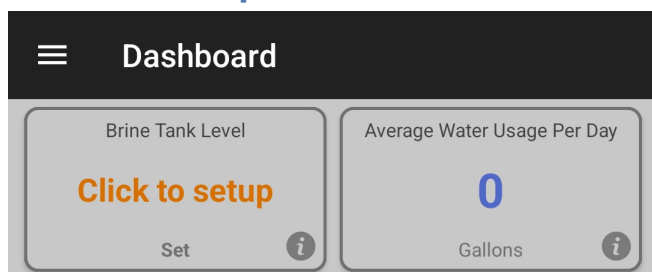 Dashboard
Brine Tank Level
Click to setup
Set
Average Water Usage Per Day
0
Gallons